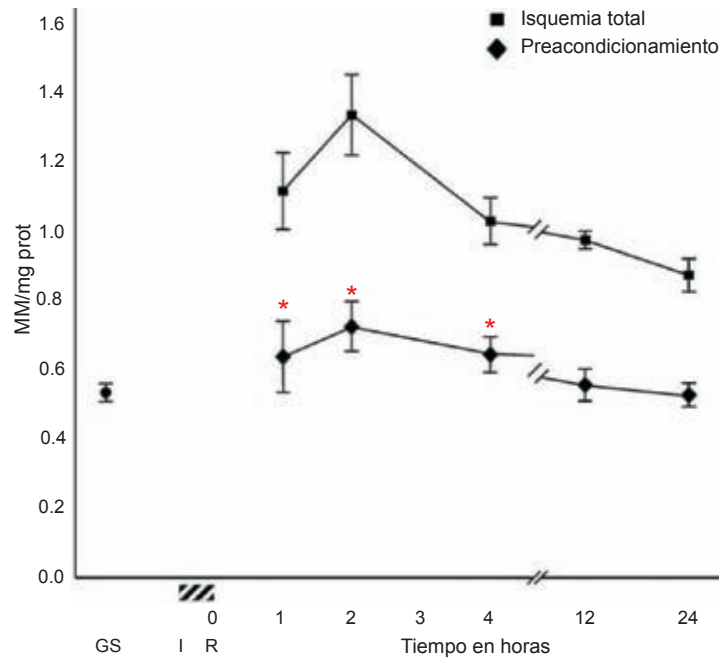 Isquemia total
Preacondicionamiento
MM/mg prot
1.6
1.4
1.2
1.0
0.8
0.6
0.4
0.2
0.0
*
*
*
0 1 2 3 4 12 24
GS I R Tiempo en horas